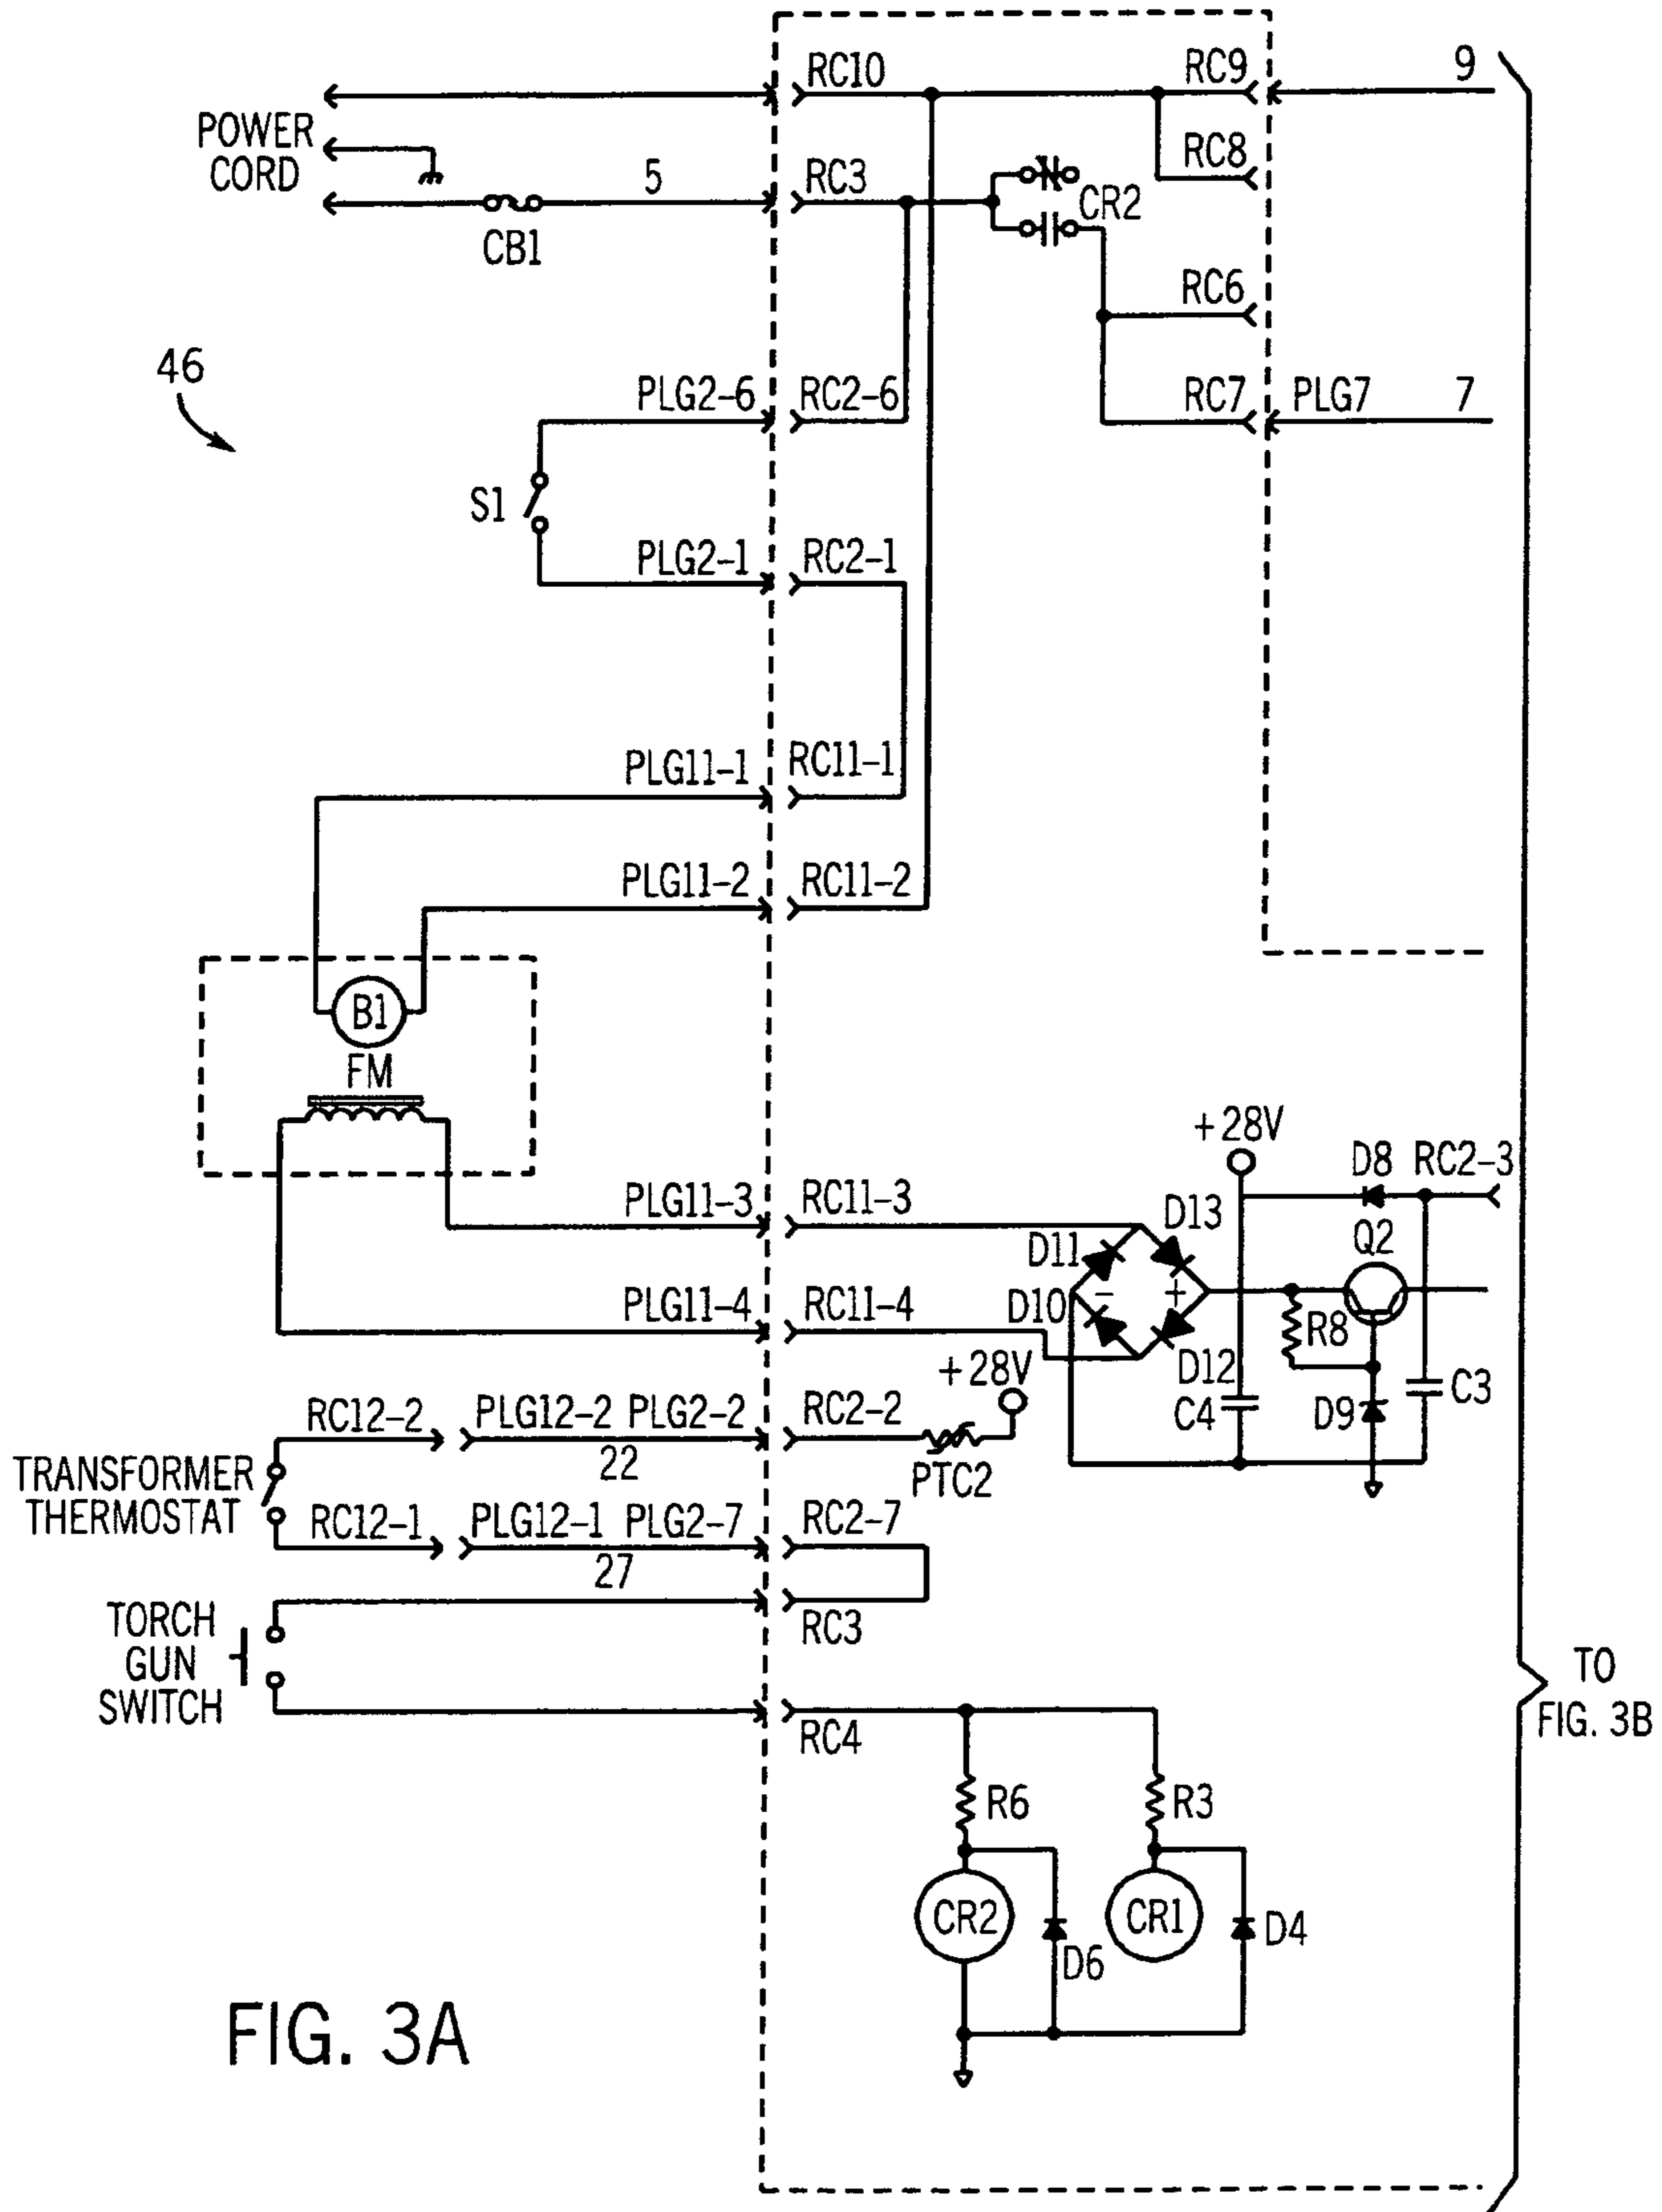 RC10
RC9
9
POWER
CORD
RC8
5
RC3
CR2
CB1
RC6
46
PLG2-6
RC2-6
RC7
PLG7
7
S1
PLG2-1
RC2-1
PLG11-1
RC11-1
PLG11-2
RC11-2
B1
FM
+28V
D8
RC2-3
PLG11-3
RC11-3
D13
D11
Q2
PLG11-4
RC11-4
D10
-
+
R8
D12
+28V
C3
RC12-2
PLG12-2
PLG2-2
RC2-2
C4
D9
22
TRANSFORMER
THERMOSTAT
PTC2
RC12-1
PLG12-1
PLG2-7
RC2-7
27
TORCH
GUN
SWITCH
RC3
TO
FIG. 3B
RC4
R6
R3
CR2
CR1
D6
D4
FIG. 3A